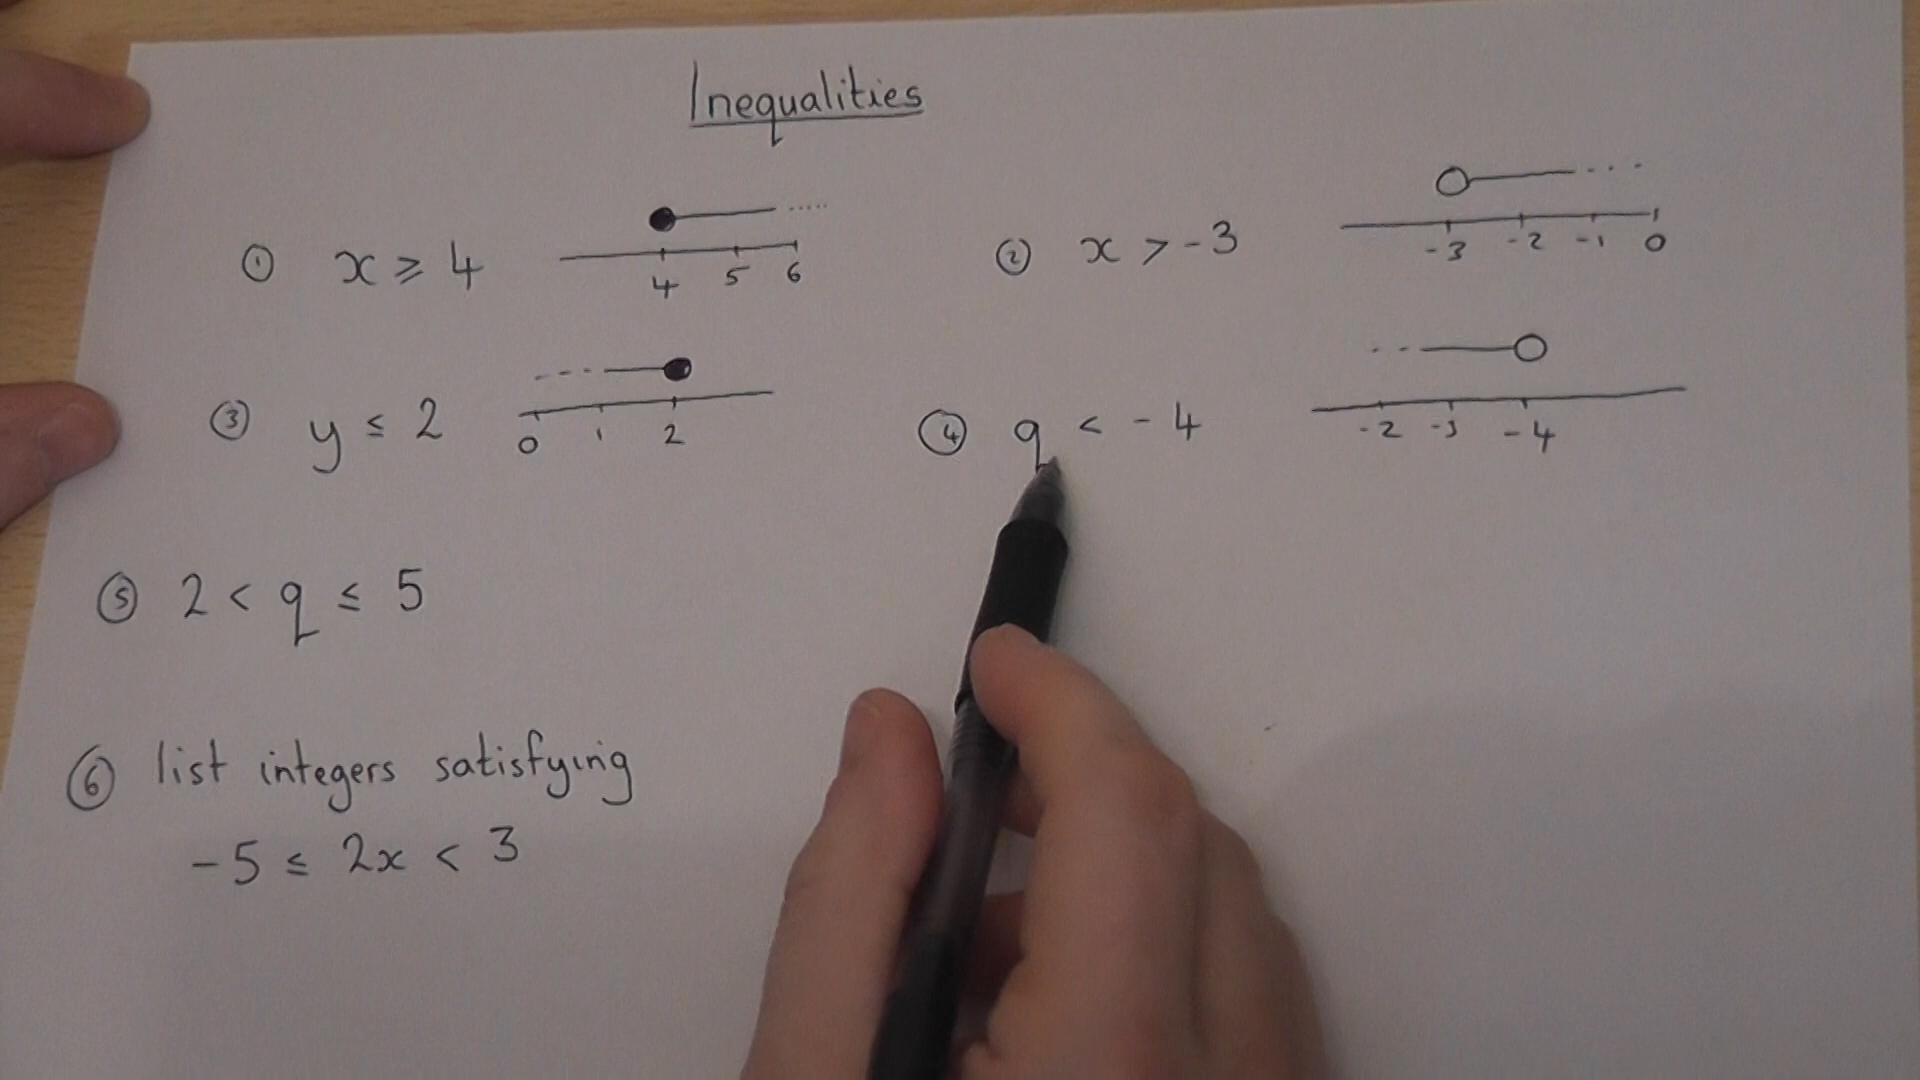 Inequalities
① x ⩾ 4
4 5 6
② x > -3
-3 -2 -1 0
③ y ≤ 2
0 1 2
④ q < -4
-2 -3 -4
⑤ 2 < q ≤ 5
⑥ list integers satisfying
-5 ≤ 2x < 3